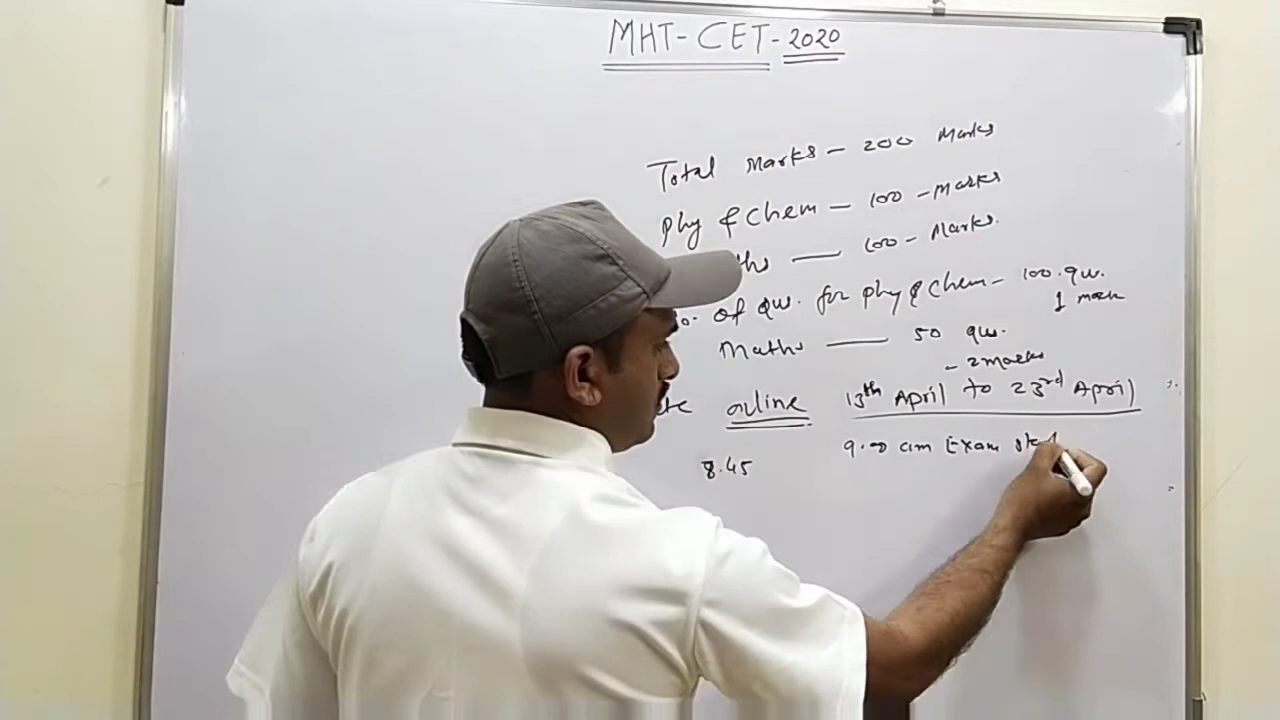 MHT-CET-2020
Total Marks - 200 Marks
Phy & Chem - 100 - Marks
ths — 100 - Marks.
o. of qu. for Phy & Chem - 100. qu.
1 mark
Maths — 50 qu.
- 2 marks
online 13th April to 23rd April
8.45 9.00 am Exam